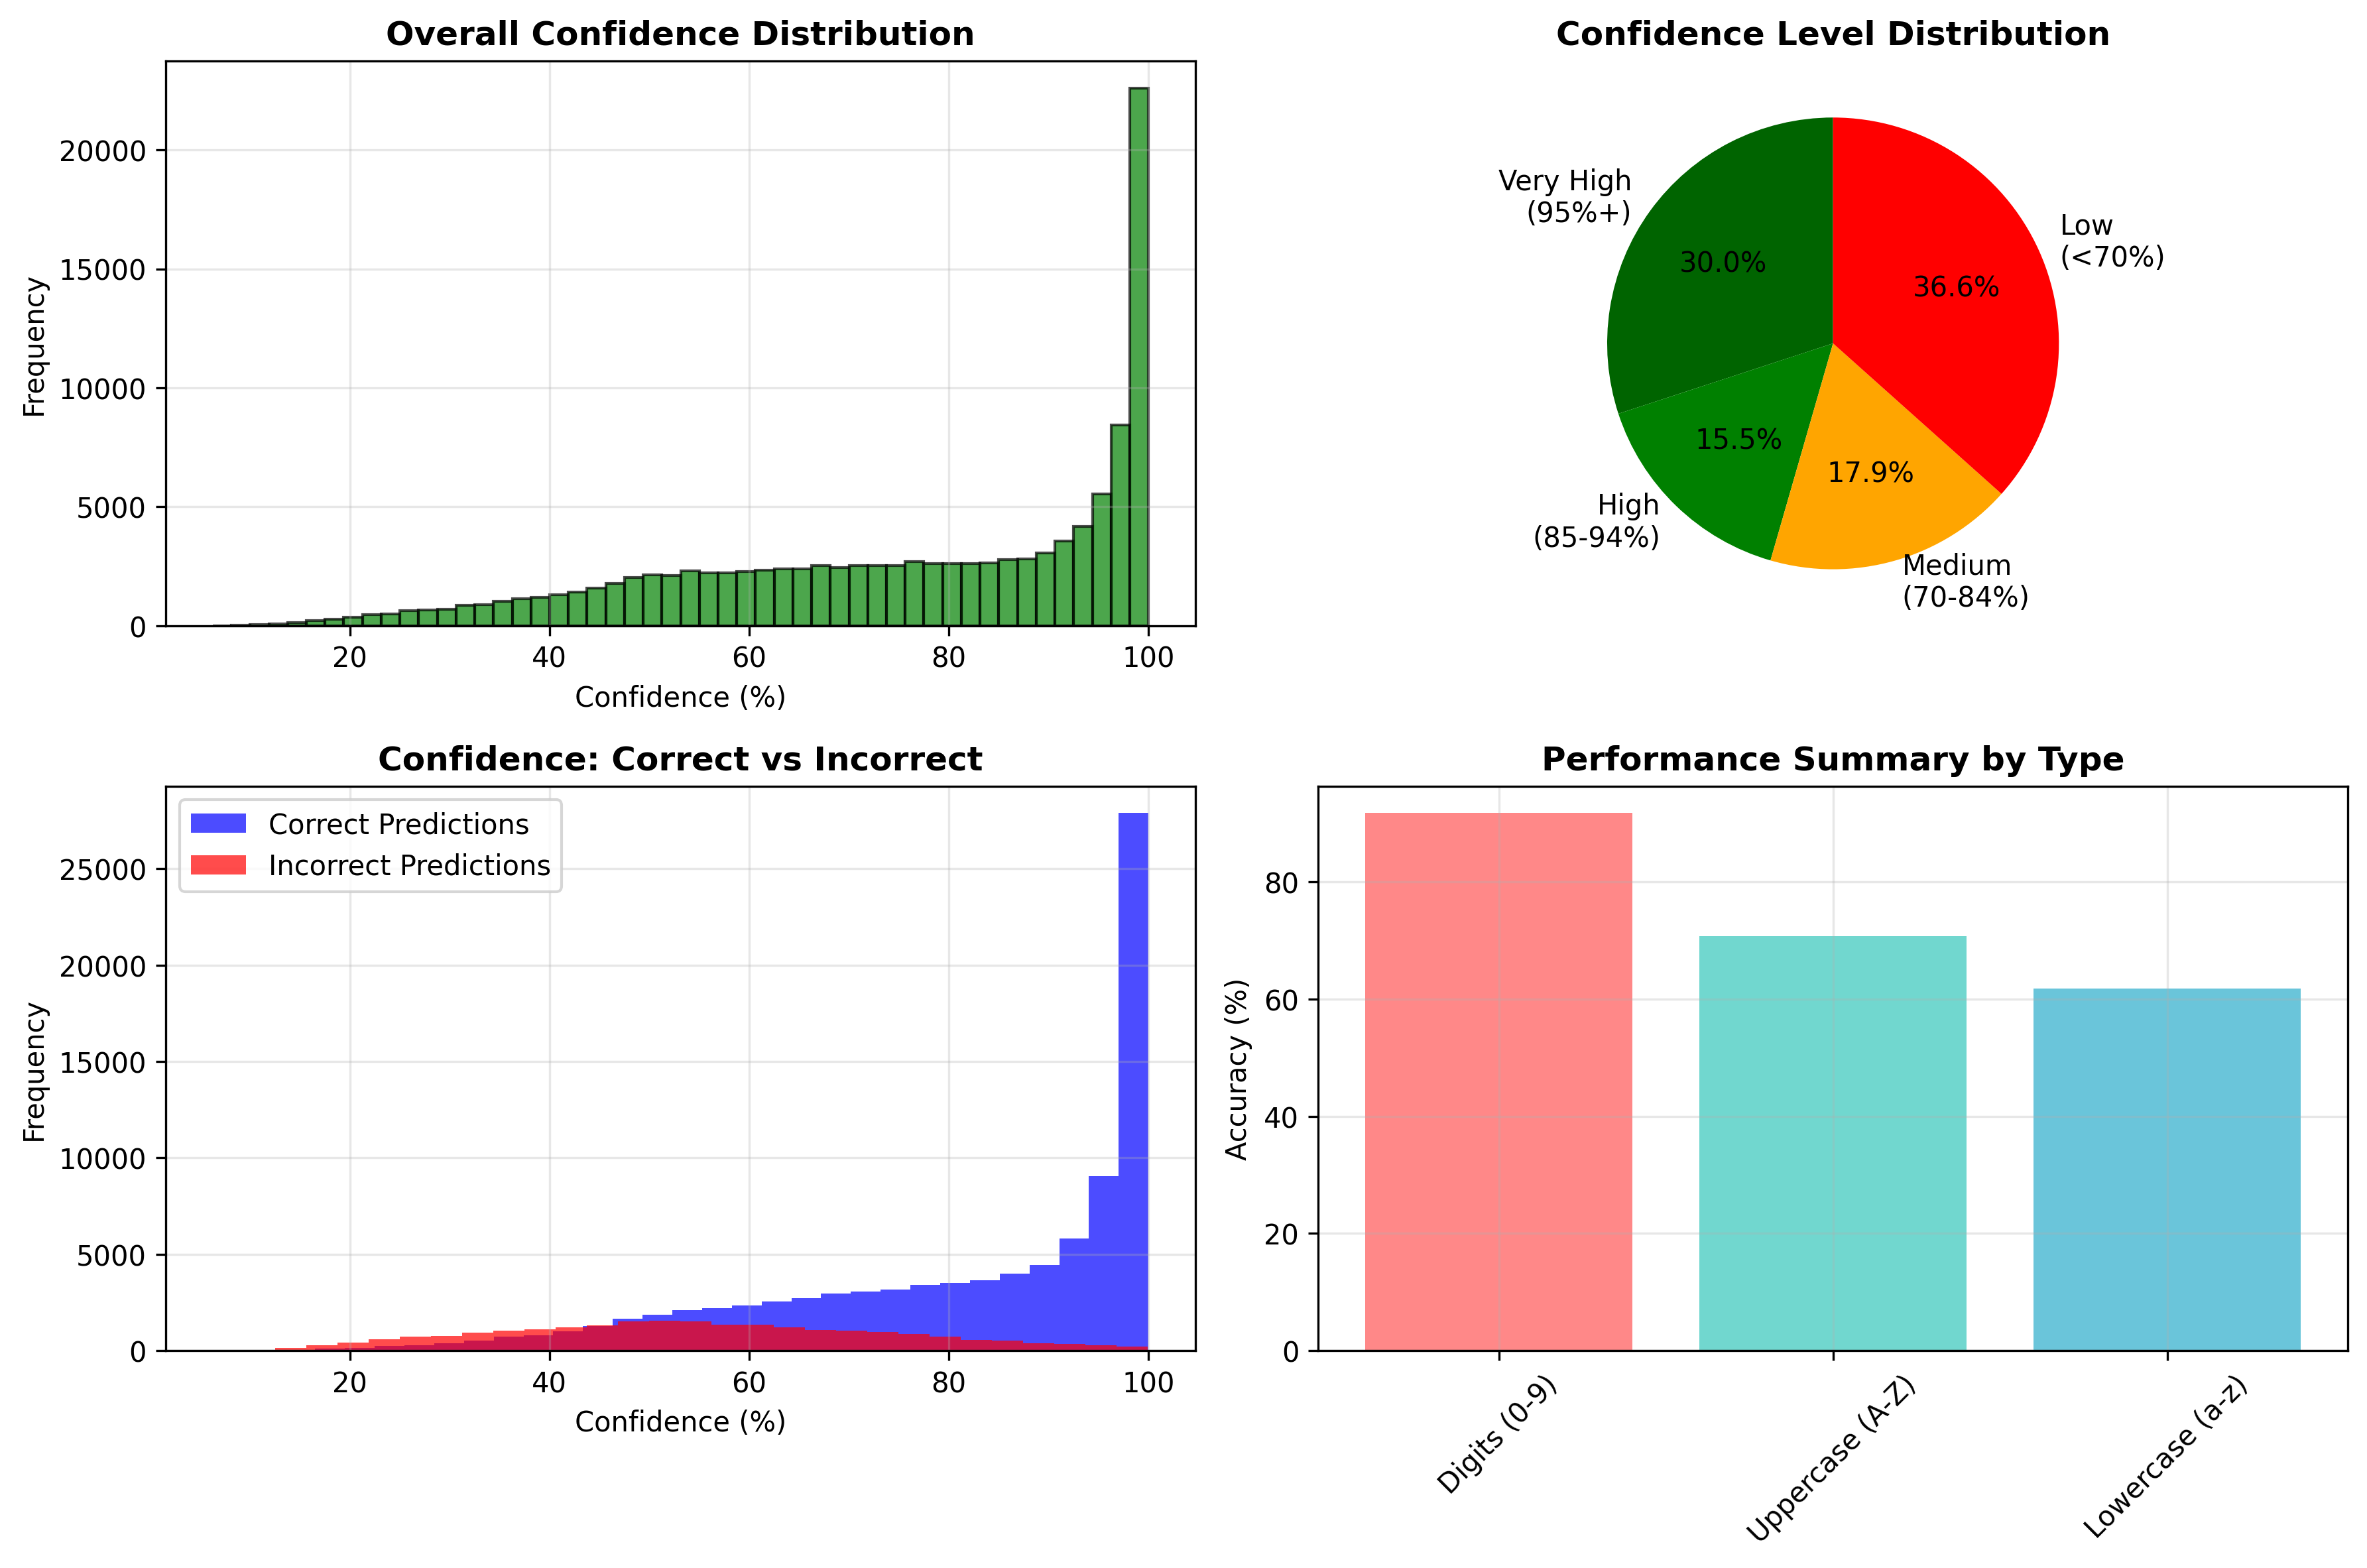 Overall Confidence Distribution
Frequency
20000
15000
10000
5000
0
20 40 60 80 100
Confidence (%)
Confidence Level Distribution
Very High
(95%+)
30.0%
Low
(<70%)
36.6%
High
(85-94%)
15.5%
17.9%
Medium
(70-84%)
Confidence: Correct vs Incorrect
Correct Predictions
Incorrect Predictions
Frequency
25000
20000
15000
10000
5000
0
20 40 60 80 100
Confidence (%)
Performance Summary by Type
Accuracy (%)
80
60
40
20
0
Digits (0-9)
Uppercase (A-Z)
Lowercase (a-z)